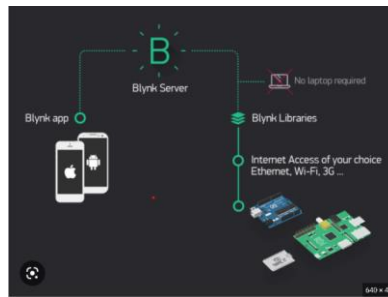 B
Blynk Server
No laptop required
Blynk app
Blynk Libraries
Internet Access of your choice
Ethernet, Wi-Fi, 3G ...